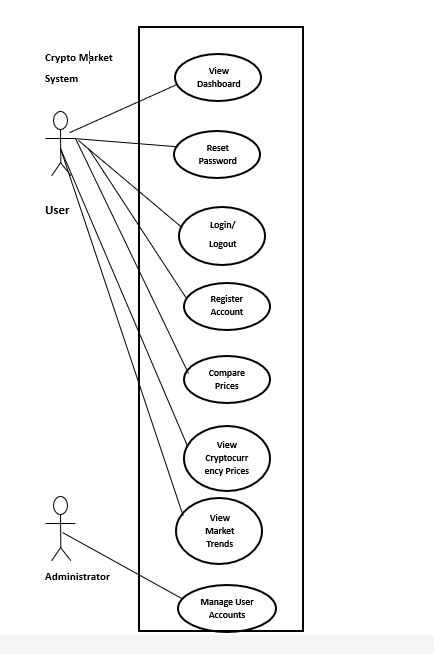 Crypto Market
System
View
Dashboard
Reset
Password
User
Login/
Logout
Register
Account
Compare
Prices
View
Cryptocurr
ency Prices
View
Market
Trends
Administrator
Manage User
Accounts